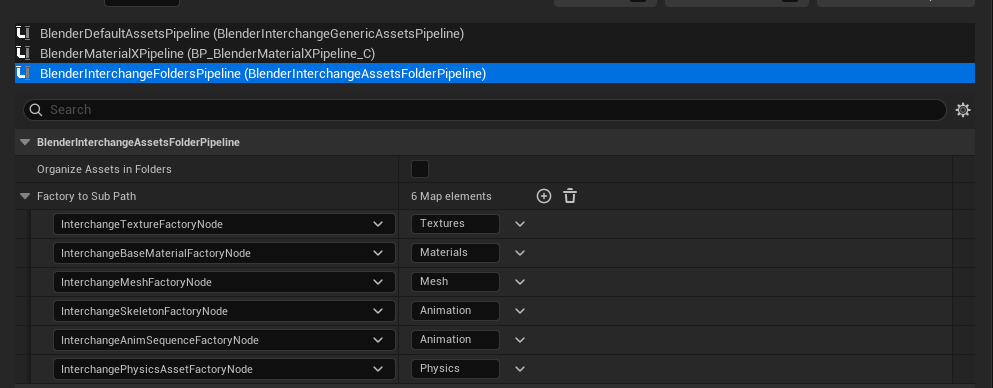 BlenderDefaultAssetsPipeline (BlenderInterchangeGenericAssetsPipeline)
BlenderMaterialXPipeline (BP_BlenderMaterialXPipeline_C)
BlenderInterchangeFoldersPipeline (BlenderInterchangeAssetsFolderPipeline)
Search
BlenderInterchangeAssetsFolderPipeline
Organize Assets in Folders
Factory to Sub Path 6 Map elements
InterchangeTextureFactoryNode Textures
InterchangeBaseMaterialFactoryNode Materials
InterchangeMeshFactoryNode Mesh
InterchangeSkeletonFactoryNode Animation
InterchangeAnimSequenceFactoryNode Animation
InterchangePhysicsAssetFactoryNode Physics